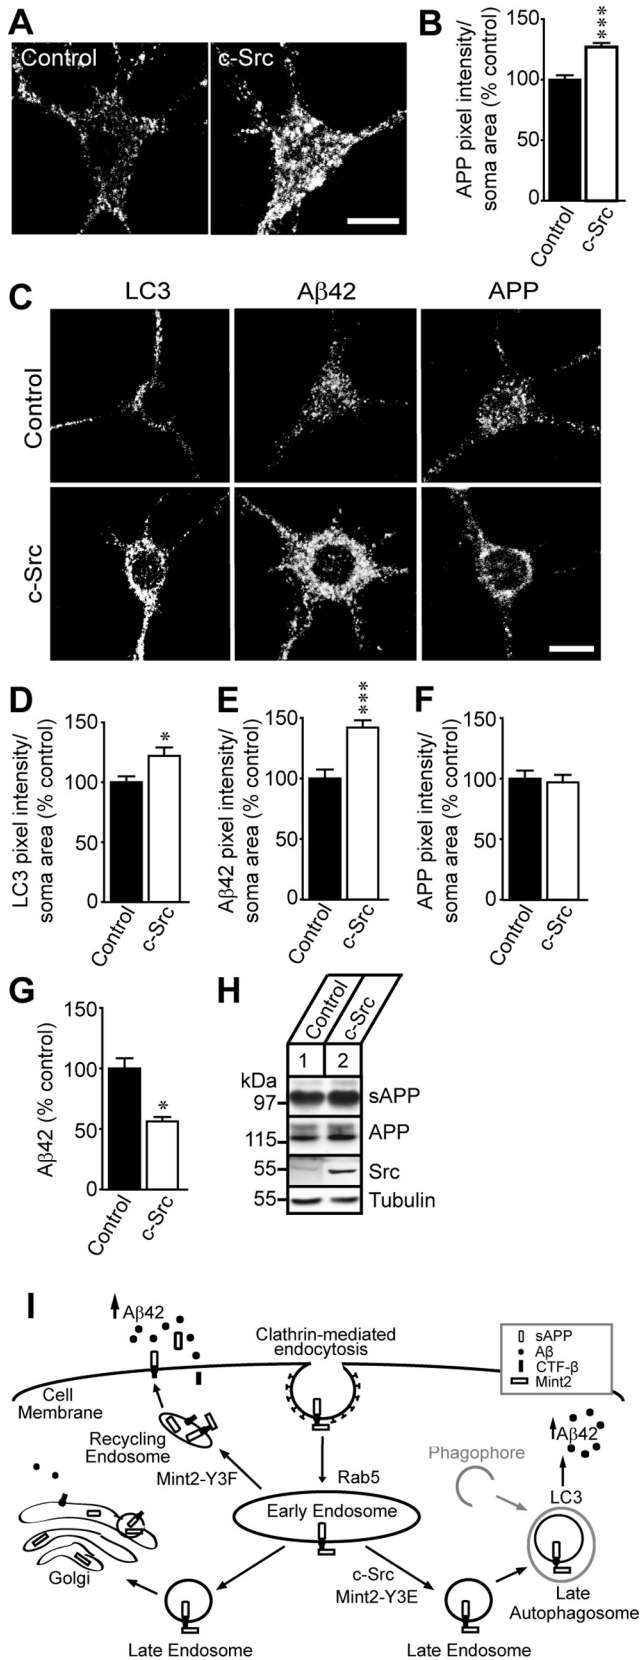 A
Control
c-Src
B
APP pixel intensity/
soma area (% control)
150
100
50
0
***
Control
c-Src
C
LC3
Aβ42
APP
Control
c-Src
D
LC3 pixel intensity/
soma area (% control)
150
100
50
0
*
Control
c-Src
E
Aβ42 pixel intensity/
soma area (% control)
150
100
50
0
***
Control
c-Src
F
APP pixel intensity/
soma area (% control)
150
100
50
0
Control
c-Src
G
Aβ42 (% control)
150
100
50
0
*
Control
c-Src
H
Control
c-Src
1
2
kDa
97
sAPP
115
APP
55
Src
55
Tubulin
I
Aβ42
Clathrin-mediated
endocytosis
sAPP
Aβ
CTF-β
Mint2
Cell
Membrane
Recycling
Endosome
Mint2-Y3F
Rab5
Phagophore
Aβ42
LC3
Early Endosome
Golgi
c-Src
Mint2-Y3E
Late
Autophagosome
Late Endosome
Late Endosome